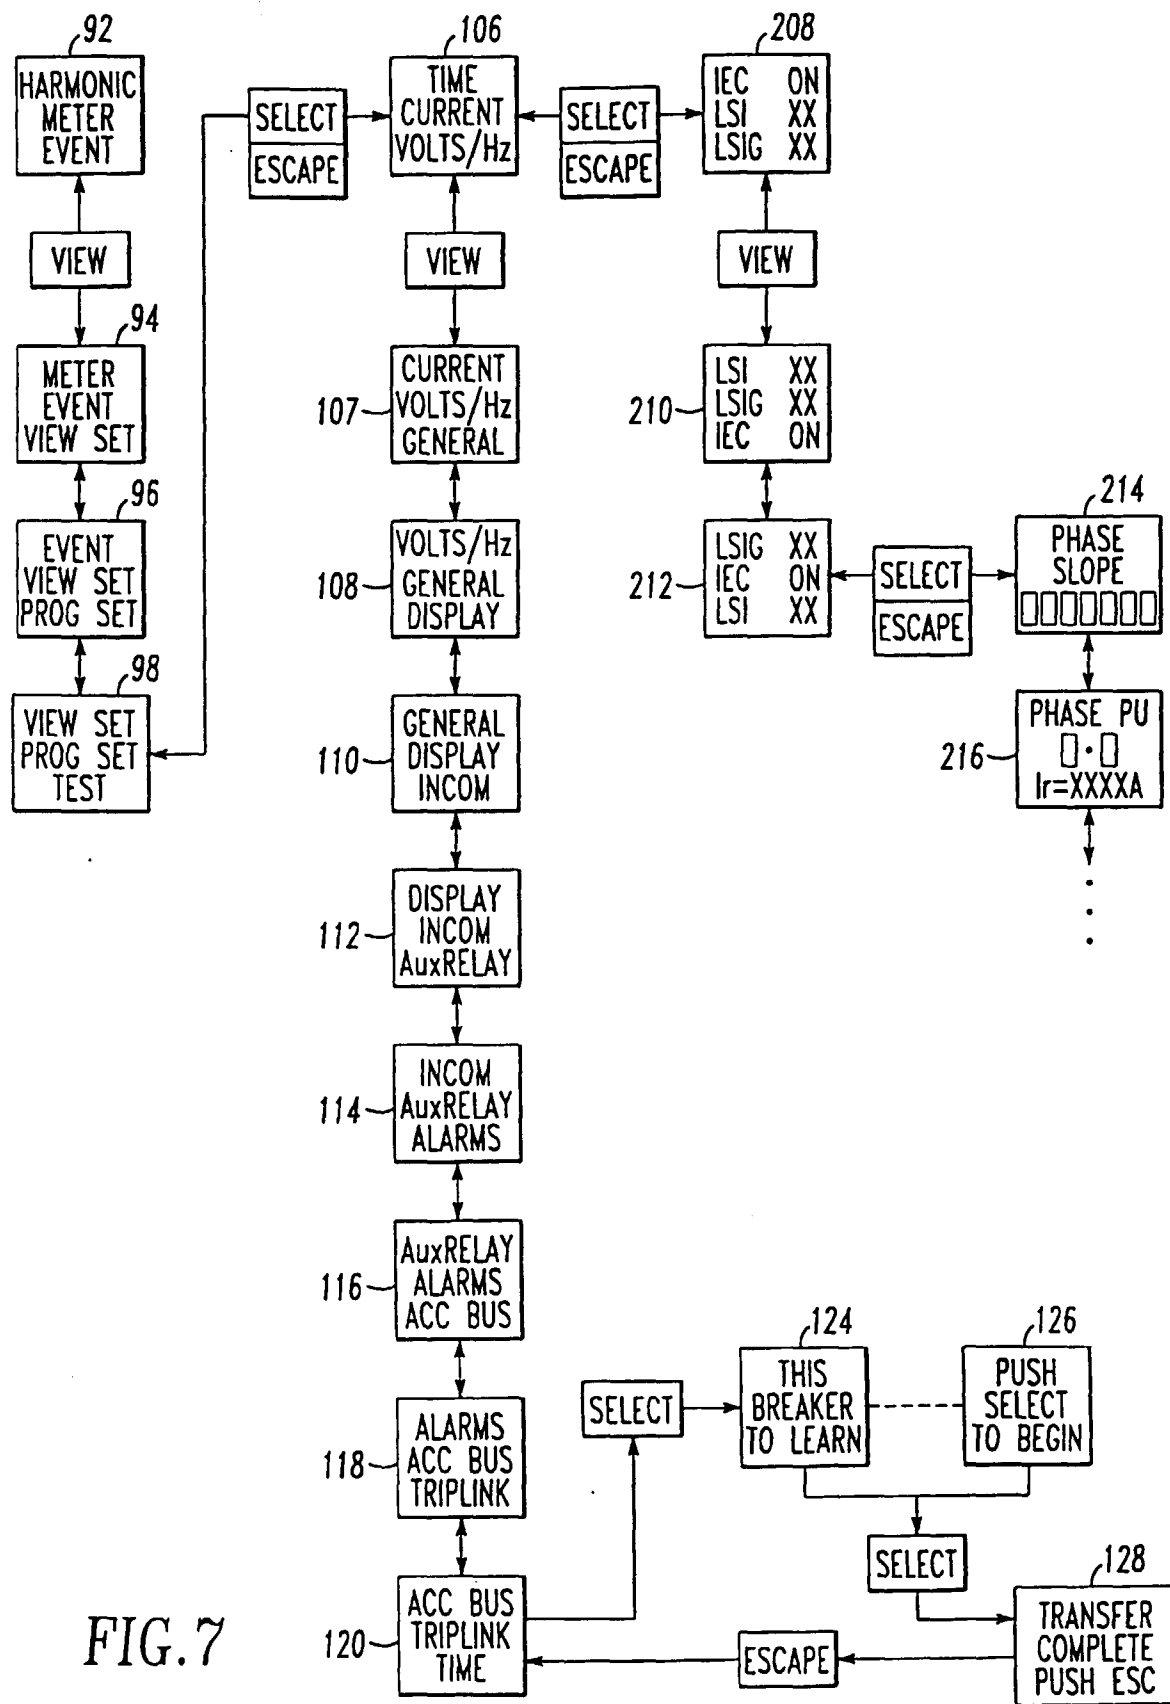 92
HARMONIC
METER
EVENT
VIEW
94
METER
EVENT
VIEW SET
96
EVENT
VIEW SET
PROG SET
98
VIEW SET
PROG SET
TEST
SELECT
ESCAPE
106
TIME
CURRENT
VOLTS/Hz
VIEW
107
CURRENT
VOLTS/Hz
GENERAL
108
VOLTS/Hz
GENERAL
DISPLAY
110
GENERAL
DISPLAY
INCOM
112
DISPLAY
INCOM
AuxRELAY
114
INCOM
AuxRELAY
ALARMS
116
AuxRELAY
ALARMS
ACC BUS
118
ALARMS
ACC BUS
TRIPLINK
120
ACC BUS
TRIPLINK
TIME
SELECT
ESCAPE
208
IEC ON
LSI XX
LSIG XX
VIEW
210
LSI XX
LSIG XX
IEC ON
212
LSIG XX
IEC ON
LSI XX
SELECT
ESCAPE
214
PHASE
SLOPE
216
PHASE PU
Ir=XXXXA
SELECT
124
THIS
BREAKER
TO LEARN
126
PUSH
SELECT
TO BEGIN
SELECT
128
TRANSFER
COMPLETE
PUSH ESC
ESCAPE
FIG.7